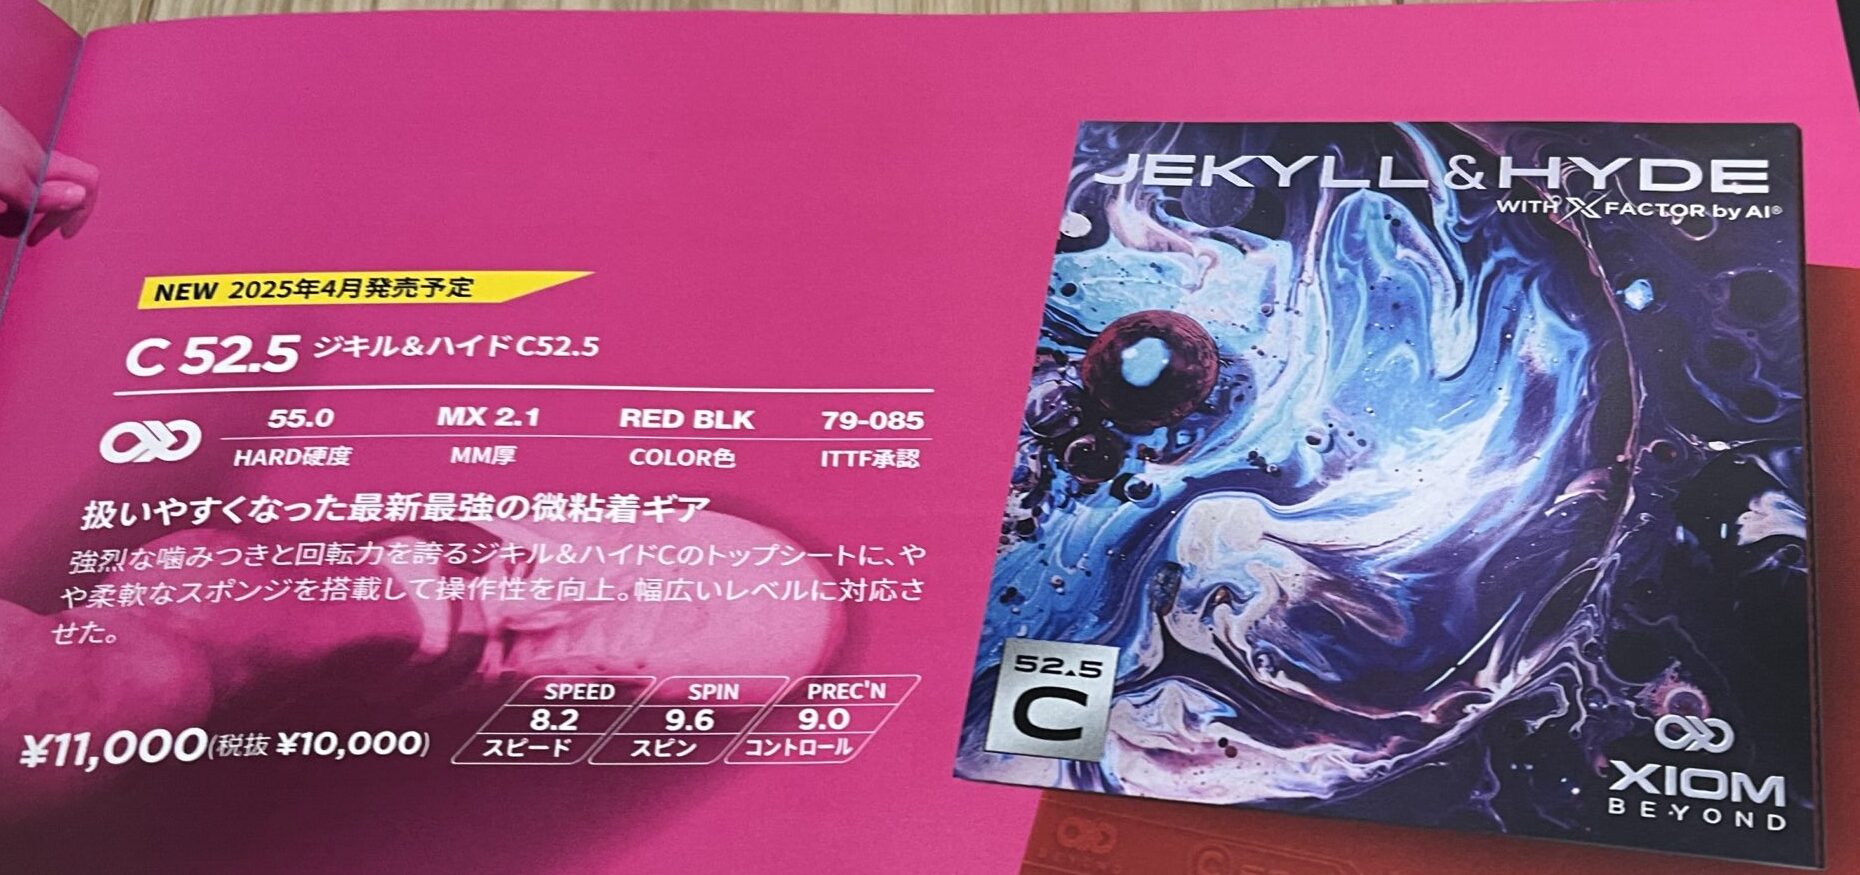 NEW 2025年4月発売予定
C 52.5 ジキル&ハイドC52.5
55.0 MX 2.1 RED BLK 79-085
HARD硬度 MM厚 COLOR色 ITTF承認
扱いやすくなった最新最強の微粘着ギア
強烈な噛みつきと回転力を誇るジキル&ハイドCのトップシートに、や
や柔軟なスポンジを搭載して操作性を向上。幅広いレベルに対応さ
せた。
¥11,000(税抜 ¥10,000)
SPEED SPIN PREC'N
8.2 9.6 9.0
スピード スピン コントロール
JEKYLL & HYDE
WITH X FACTOR by AI®
52.5
C
XIOM
BEYOND